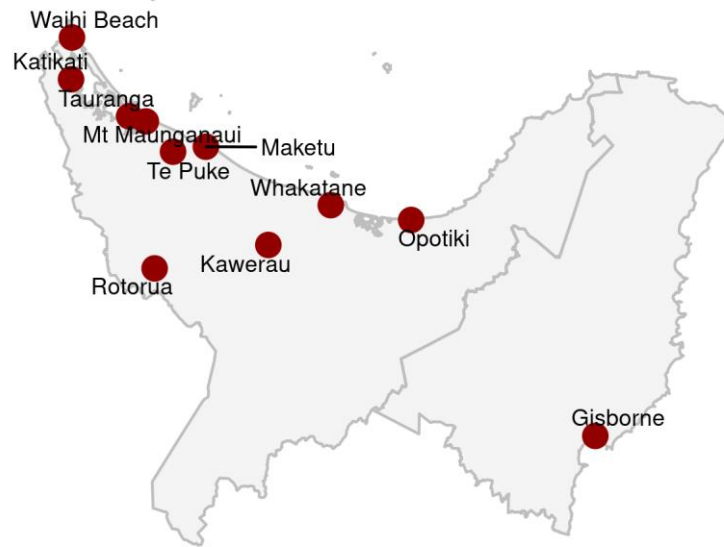 Waihi Beach
Katikati
Tauranga
Mt Maunganaui
Maketu
Te Puke
Whakatane
Opotiki
Kawerau
Rotorua
Gisborne